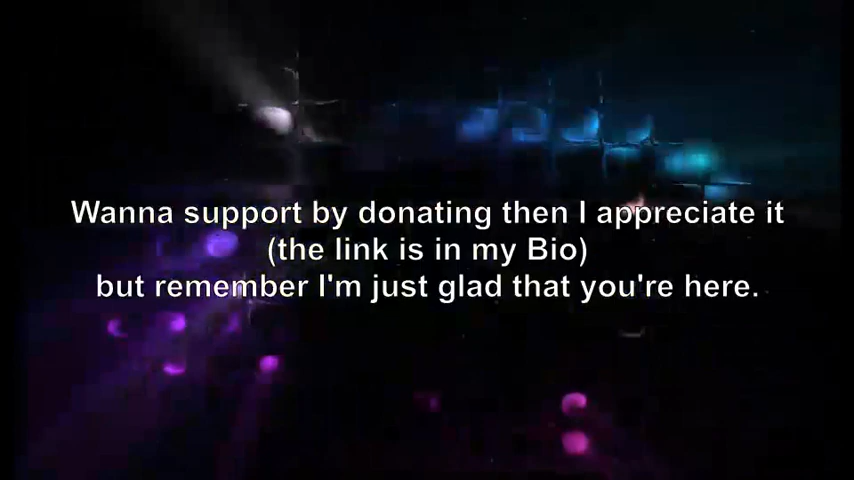 Wanna support by donating then I appreciate it
(the link is in my Bio)
but remember I'm just glad that you're here.